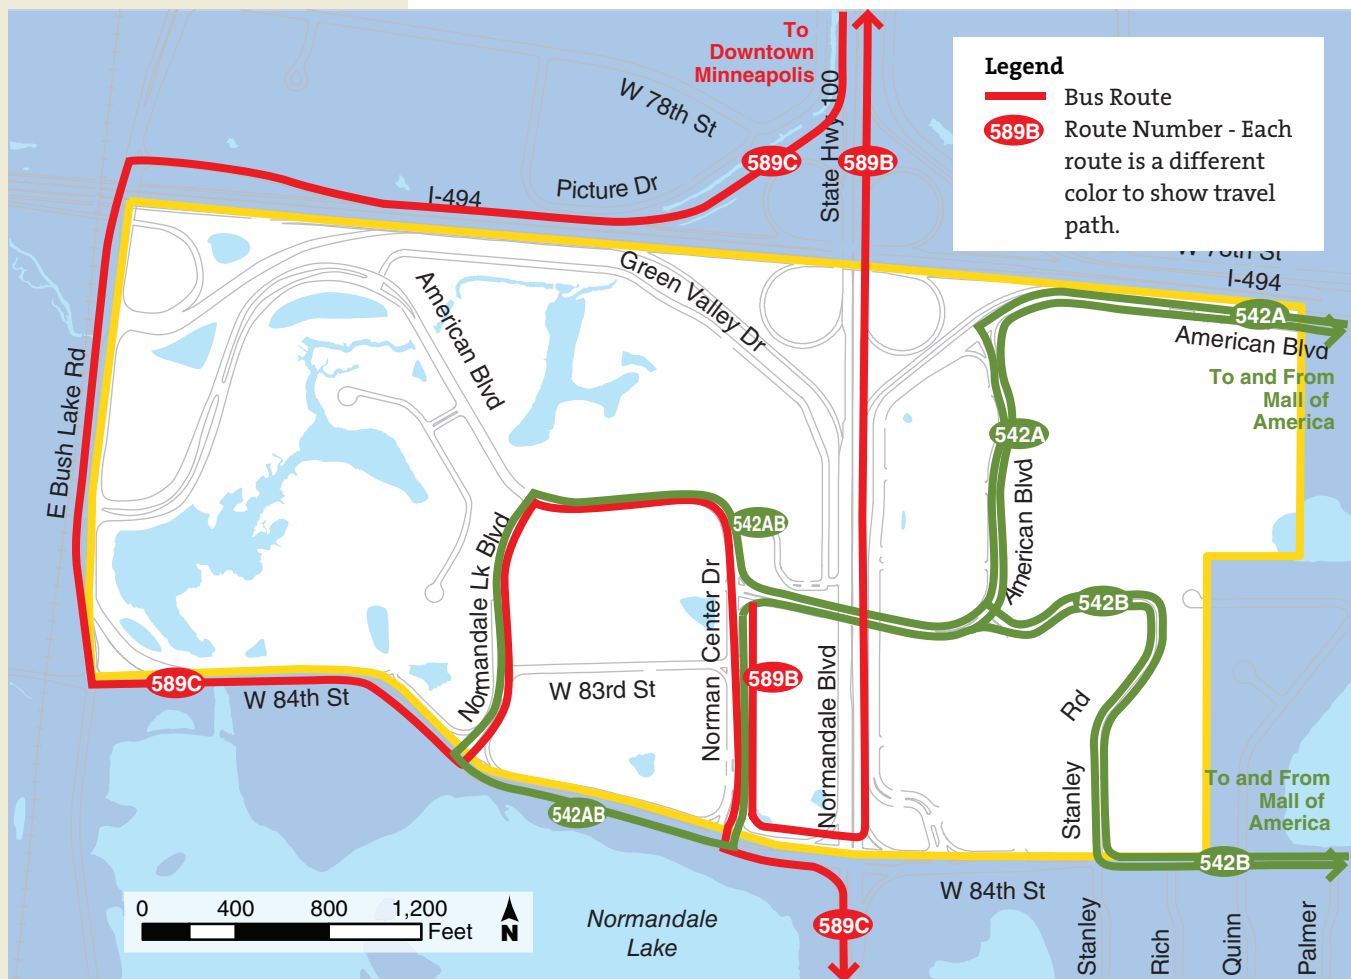 To
Downtown
Minneapolis
Legend
Bus Route
589B
Route Number - Each
route is a different
color to show travel
path.
W 78th St
State Hwy 100
589C
589B
Picture Dr
I-494
W 78th St
I-494
Green Valley Dr
American Blvd
542A
American Blvd
To and From
Mall of
America
E Bush Lake Rd
542A
American Blvd
542AB
Normandale Lk Blvd
Norman Center Dr
542B
589B
Normandale Blvd
W 83rd St
589C
W 84th St
Stanley
Rd
To and From
Mall of
America
542AB
542B
W 84th St
0 400 800 1,200
Feet
N
Normandale
Lake
589C
Stanley
Rich
Quinn
Palmer